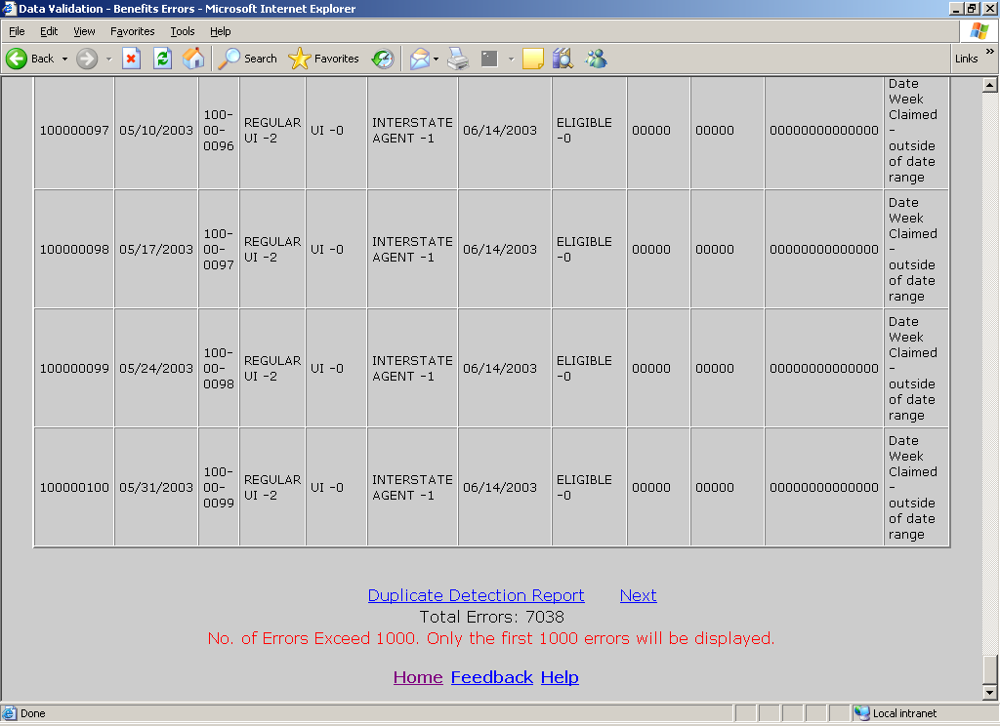 Data Validation - Benefits Errors - Microsoft Internet Explorer
File Edit View Favorites Tools Help
Back Search Favorites Links »
100000097 05/10/2003 100-00-0096 REGULAR UI -2 UI -0 INTERSTATE AGENT -1 06/14/2003 ELIGIBLE -0 00000 00000 00000000000000 Date Week Claimed - outside of date range
100000098 05/17/2003 100-00-0097 REGULAR UI -2 UI -0 INTERSTATE AGENT -1 06/14/2003 ELIGIBLE -0 00000 00000 00000000000000 Date Week Claimed - outside of date range
100000099 05/24/2003 100-00-0098 REGULAR UI -2 UI -0 INTERSTATE AGENT -1 06/14/2003 ELIGIBLE -0 00000 00000 00000000000000 Date Week Claimed - outside of date range
100000100 05/31/2003 100-00-0099 REGULAR UI -2 UI -0 INTERSTATE AGENT -1 06/14/2003 ELIGIBLE -0 00000 00000 00000000000000 Date Week Claimed - outside of date range
Duplicate Detection Report Next
Total Errors: 7038
No. of Errors Exceed 1000. Only the first 1000 errors will be displayed.
Home Feedback Help
Done Local intranet